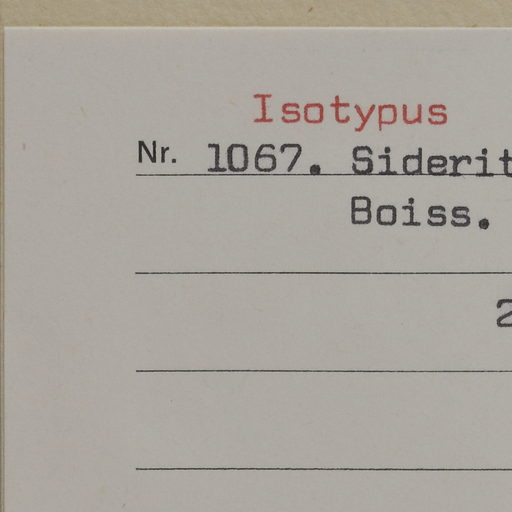 Isotypus
Nr. 1067. Siderit
Boiss.
2